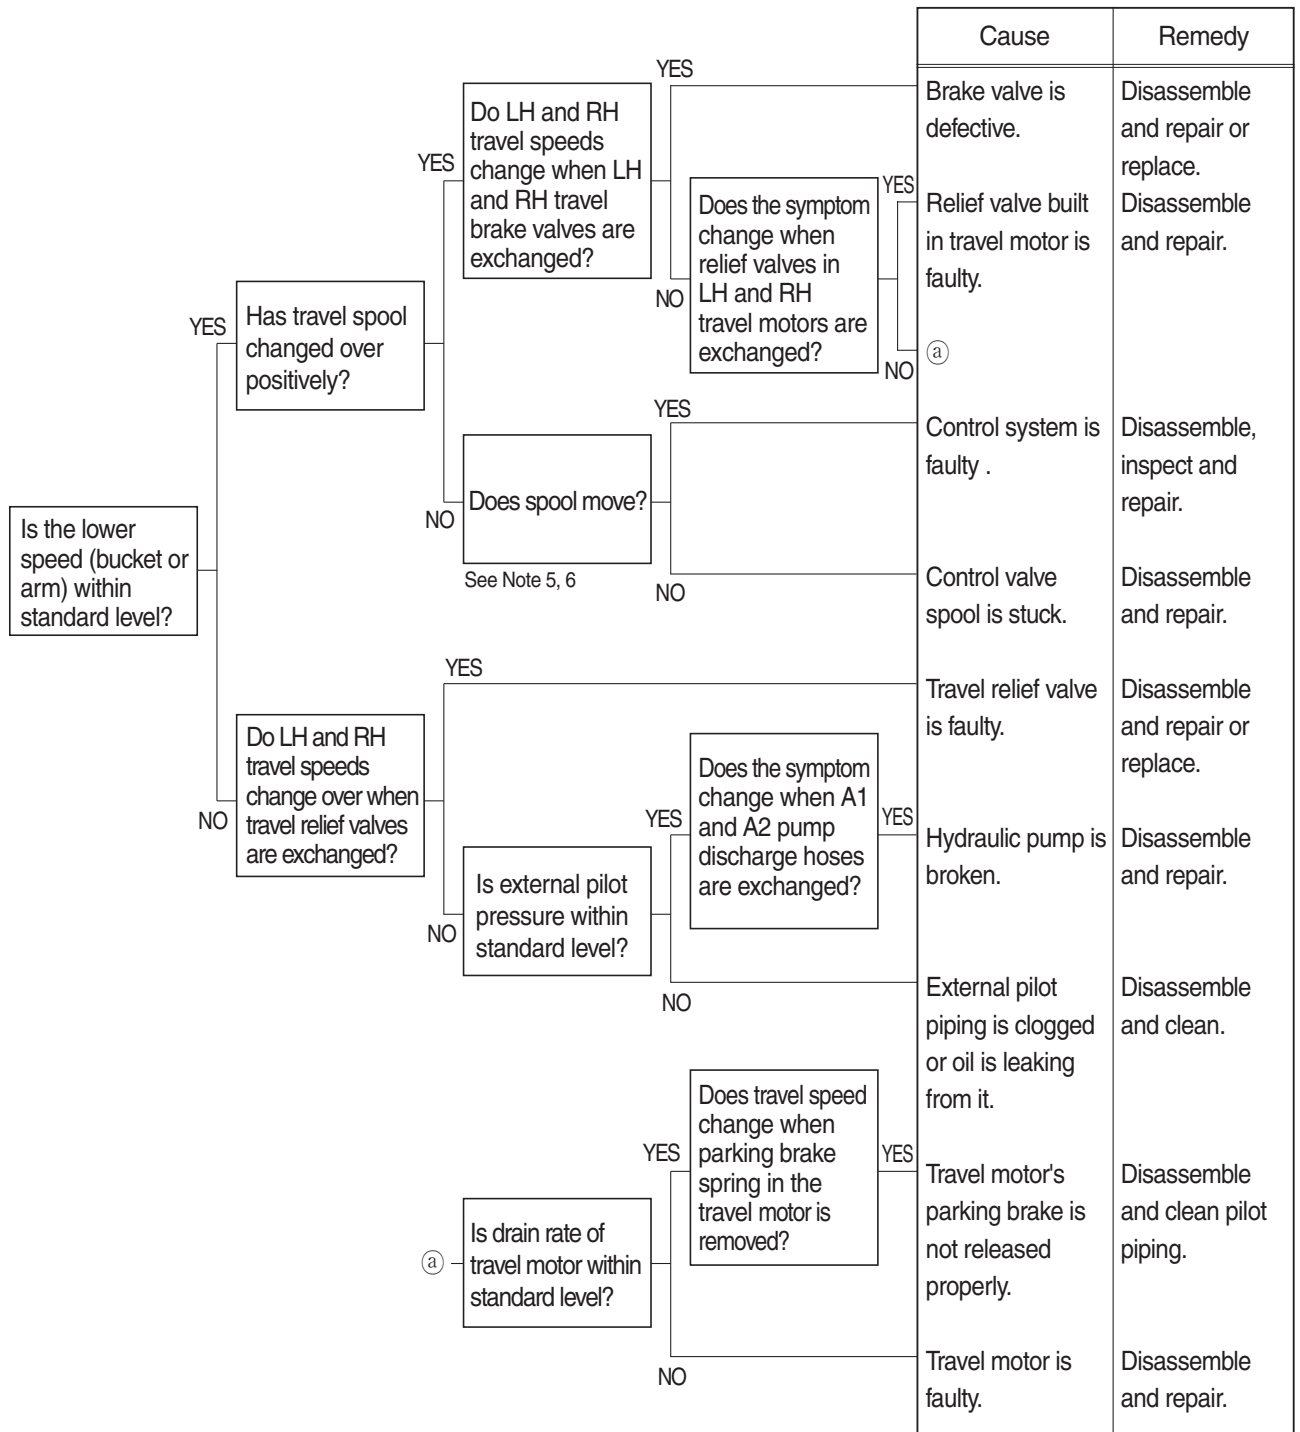 Cause
Remedy
YES
Do LH and RH
travel speeds
change when LH
and RH travel
brake valves are
exchanged?
Brake valve is
defective.
Disassemble
and repair or
replace.
YES
Does the symptom
change when
relief valves in
LH and RH
travel motors are
exchanged?
YES
Relief valve built
in travel motor is
faulty.
Disassemble
and repair.
NO
NO
ⓐ
YES
Has travel spool
changed over
positively?
YES
Control system is
faulty .
Disassemble,
inspect and
repair.
NO
Does spool move?
See Note 5, 6
NO
Control valve
spool is stuck.
Disassemble
and repair.
Is the lower
speed (bucket or
arm) within
standard level?
YES
Travel relief valve
is faulty.
Disassemble
and repair or
replace.
NO
Do LH and RH
travel speeds
change over when
travel relief valves
are exchanged?
YES
Does the symptom
change when A1
and A2 pump
discharge hoses
are exchanged?
YES
Hydraulic pump is
broken.
Disassemble
and repair.
NO
Is external pilot
pressure within
standard level?
NO
External pilot
piping is clogged
or oil is leaking
from it.
Disassemble
and clean.
YES
Does travel speed
change when
parking brake
spring in the
travel motor is
removed?
YES
Travel motor's
parking brake is
not released
properly.
Disassemble
and clean pilot
piping.
ⓐ
Is drain rate of
travel motor within
standard level?
NO
Travel motor is
faulty.
Disassemble
and repair.